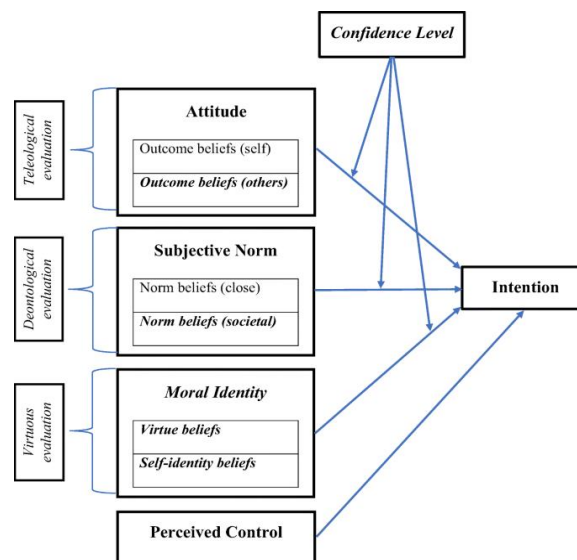 Confidence Level
Teleological
evaluation
Attitude
Outcome beliefs (self)
Outcome beliefs (others)
Deontological
evaluation
Subjective Norm
Norm beliefs (close)
Norm beliefs (societal)
Intention
Virtuous
evaluation
Moral Identity
Virtue beliefs
Self-identity beliefs
Perceived Control